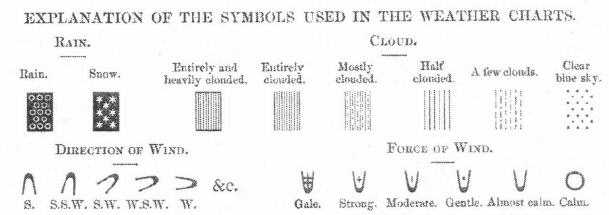 EXPLANATION OF THE SYMBOLS USED IN THE WEATHER CHARTS.
RAIN.
CLOUD.
Rain.
Snow.
Entirely and
heavily clouded.
Entirely
clouded.
Mostly
clouded.
Half
clouded.
A few clouds.
Clear
blue sky.
DIRECTION OF WIND.
FORCE OF WIND.
&c.
S. S.S.W. S.W. W.S.W. W.
Gale. Strong. Moderate. Gentle. Almost calm. Calm.